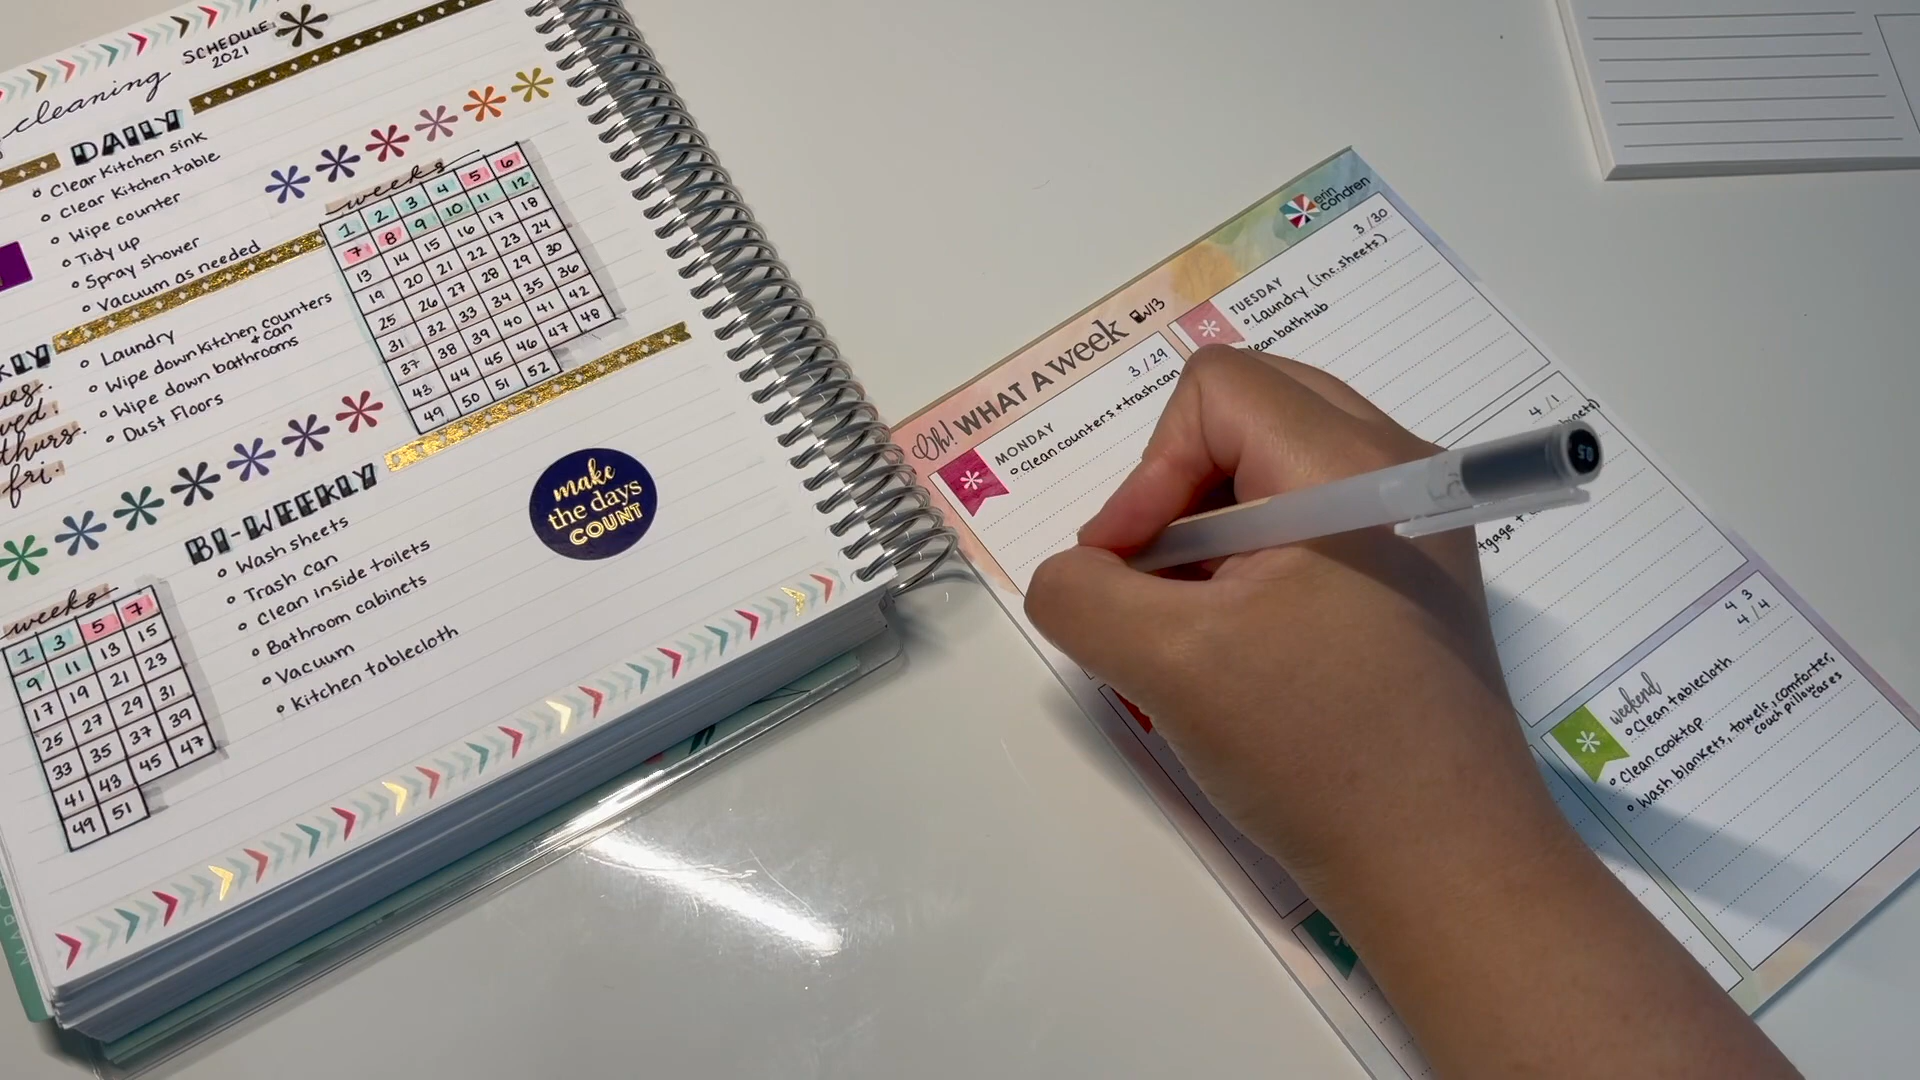 cleaning
SCHEDULE
2021
DAILY
Clear Kitchen sink
Clear Kitchen table
Wipe counter
Tidy up
Spray shower
Vacuum as needed
weeks
1 2 3 4 5 6
7 8 9 10 11 12
13 14 15 16 17 18
19 20 21 22 23 24
25 26 27 28 29 30
31 32 33 34 35 36
37 38 39 40 41 42
43 44 45 46 47 48
49 50 51 52
Laundry
Wipe down Kitchen counters
+ can
Wipe down bathrooms
Dust Floors
thurs.
fri.
BI-WEEKLY
Wash sheets
Trash can
Clean inside toilets
Bathroom cabinets
Vacuum
Kitchen tablecloth
weeks
1 3 5 7
9 11 13 15
17 19 21 23
25 27 29 31
33 35 37 39
41 43 45 47
49 51
make
the days
COUNT
erin
condren
Oh! WHAT A week
W13
MONDAY
3/29
Clean counters + trash can
TUESDAY
3/30
Laundry (inc. sheets)
bathtub
4/1
weekend
4 3
4/4
Clean tablecloth
Clean cooktop
Wash blankets, towels, comforter,
couch pillow cases
05